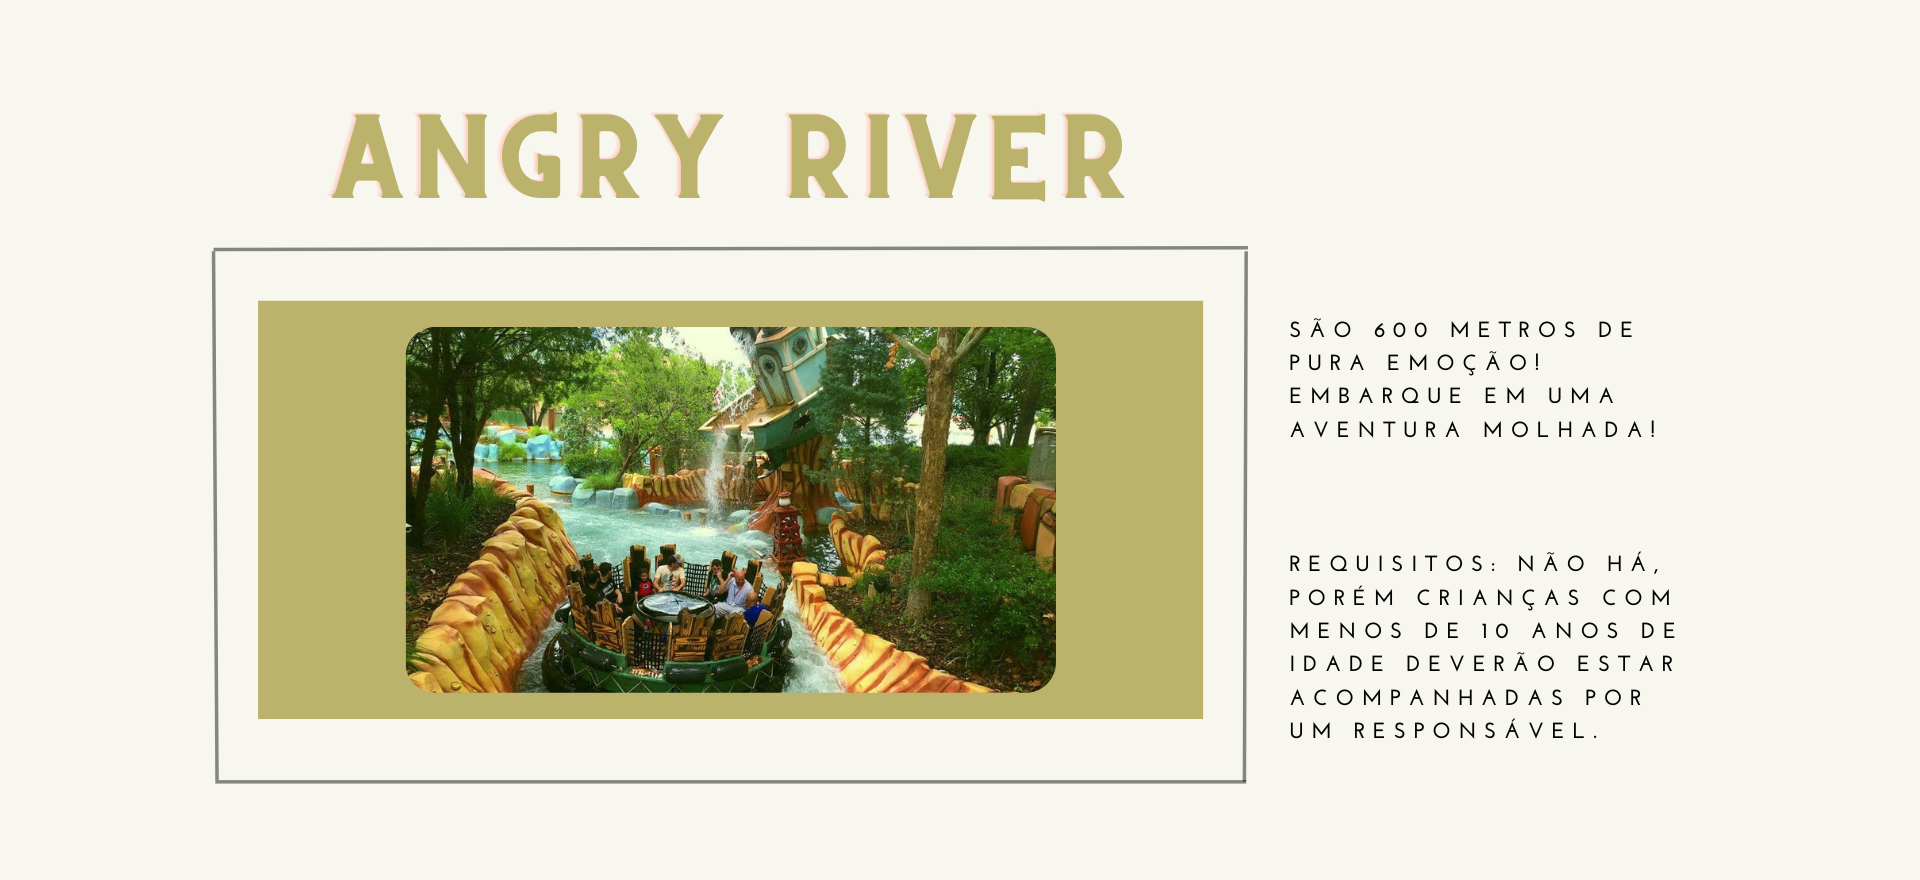 ANGRY RIVER
SÃO 600 METROS DE
PURA EMOÇÃO!
EMBARQUE EM UMA
AVENTURA MOLHADA!
REQUISITOS: NÃO HÁ,
PORÉM CRIANÇAS COM
MENOS DE 10 ANOS DE
IDADE DEVERÃO ESTAR
ACOMPANHADAS POR
UM RESPONSÁVEL.